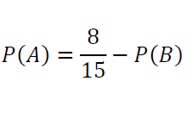 P(A) = 8/15 − P(B)